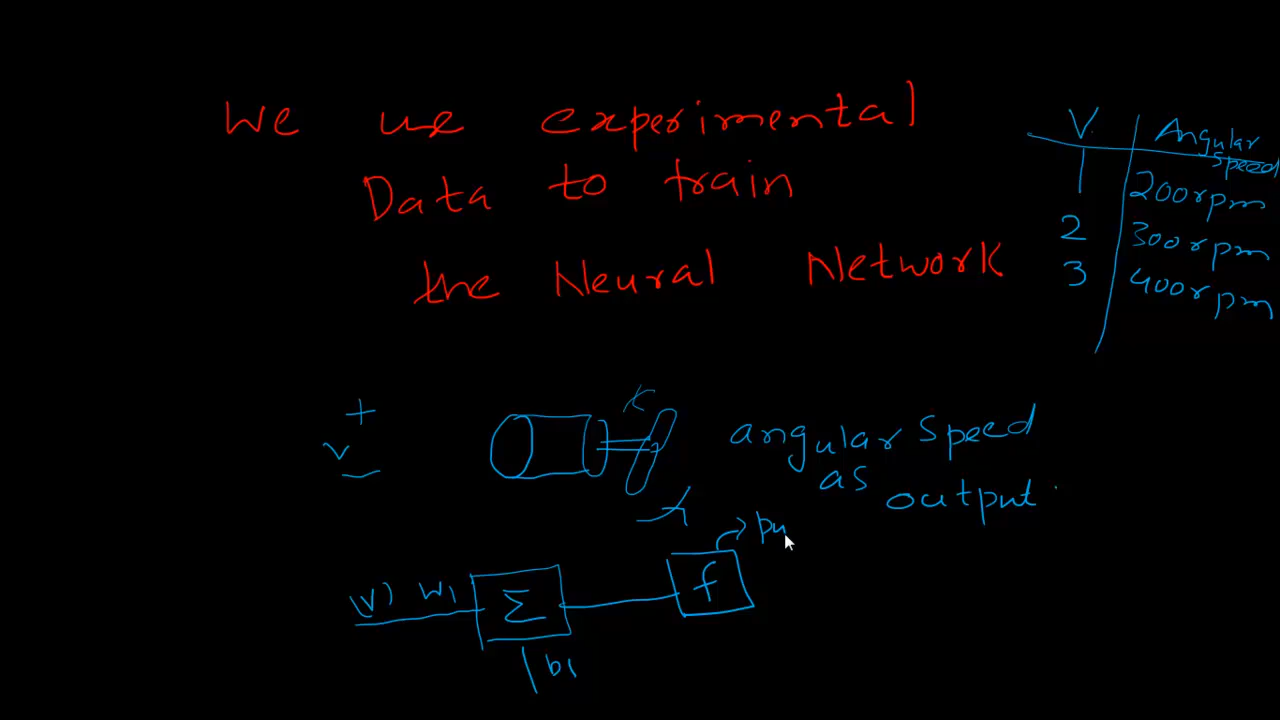 We use experimental
Data to train
the Neural Network
V Angular
speed
1 200rpm
2 300rpm
3 400rpm
+
V
-
angular speed
as
output
pu
(V) W1 Σ f
b1